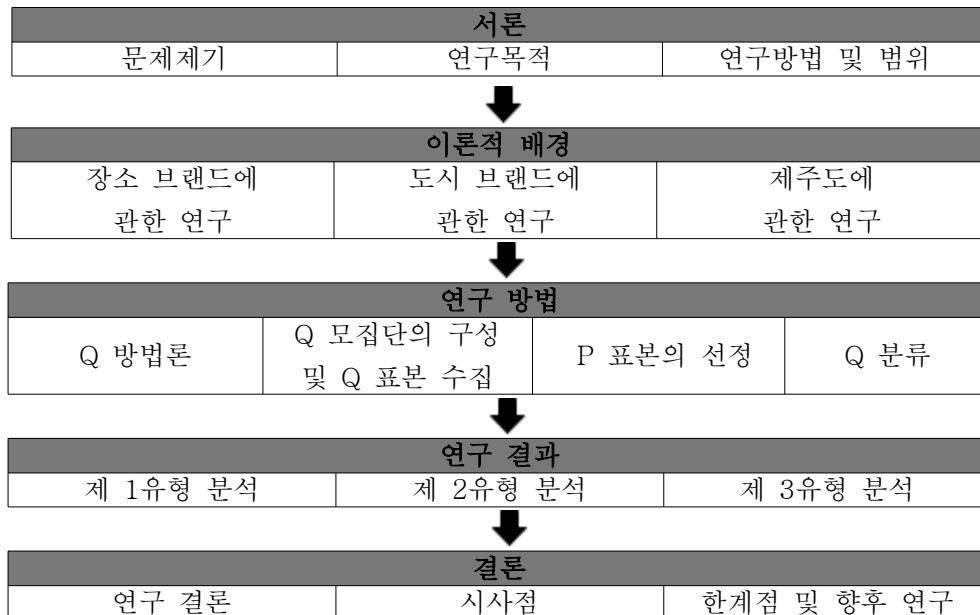 서론
문제제기 연구목적 연구방법 및 범위
이론적 배경
장소 브랜드에 도시 브랜드에 제주도에
관한 연구 관한 연구 관한 연구
연구 방법
Q 방법론 Q 모집단의 구성 및 Q 표본 수집 P 표본의 선정 Q 분류
연구 결과
제 1유형 분석 제 2유형 분석 제 3유형 분석
결론
연구 결론 시사점 한계점 및 향후 연구